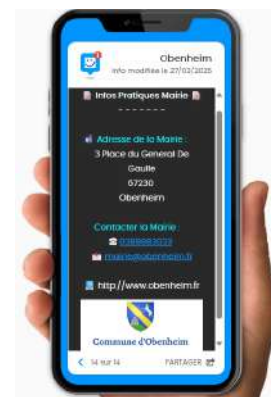 Obenheim
Info modifiée le 27/02/2025
Infos Pratiques Mairie
- - - - - - -
Adresse de la Mairie :
3 Place du General De
Gaulle
67230
Obenheim
Contacter la Mairie :
mairie@obenheim.fr
http://www.obenheim.fr
Commune d'Obenheim
14 sur 14
PARTAGER